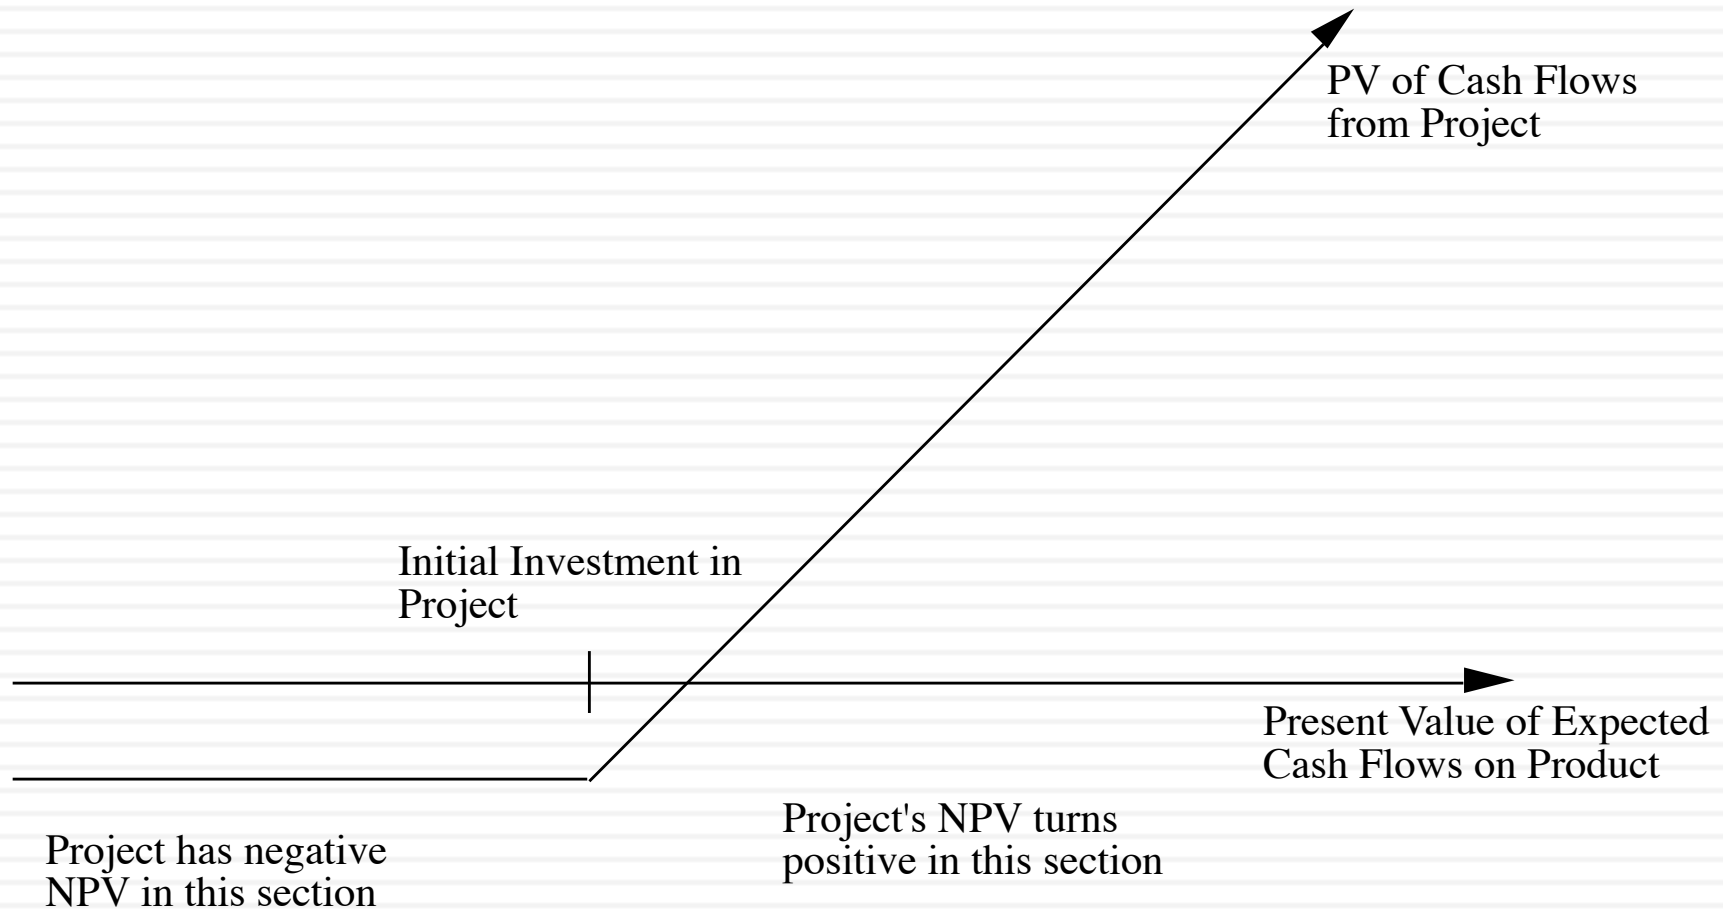 PV of Cash Flows
from Project
Initial Investment in
Project
Present Value of Expected
Cash Flows on Product
Project's NPV turns
positive in this section
Project has negative
NPV in this section